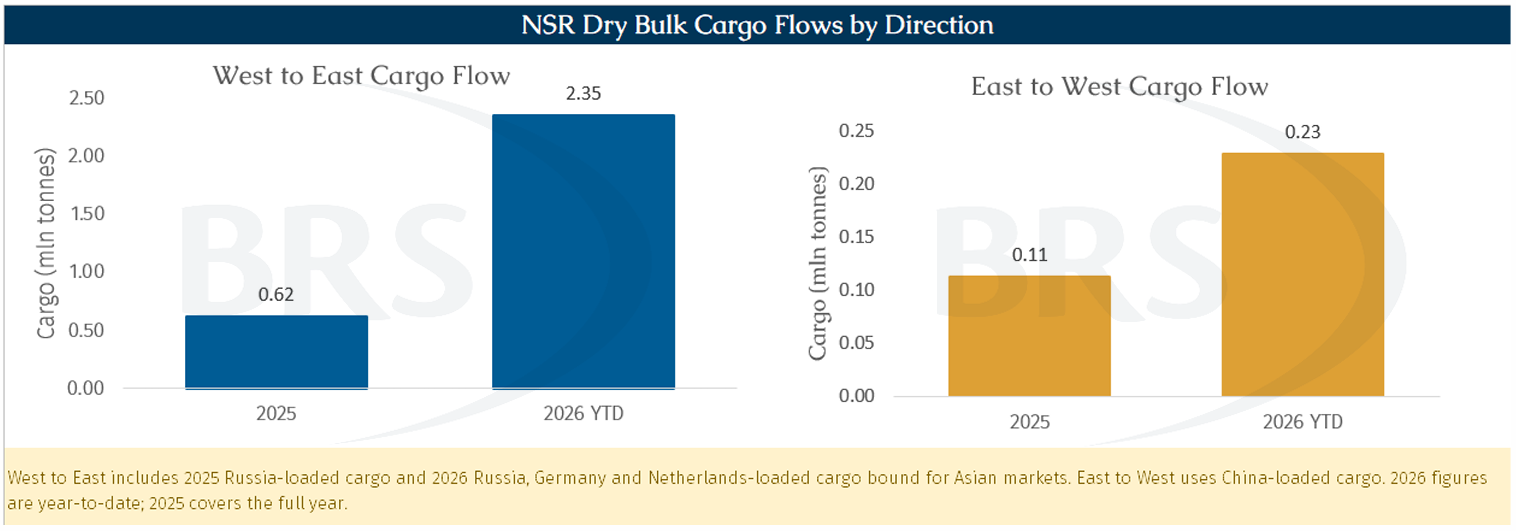 NSR Dry Bulk Cargo Flows by Direction
West to East Cargo Flow
Cargo (mln tonnes)
2.50
2.00
1.50
1.00
0.50
0.00
0.62
2.35
2025
2026 YTD
East to West Cargo Flow
Cargo (mln tonnes)
0.25
0.20
0.15
0.10
0.05
0.00
0.11
0.23
2025
2026 YTD
BRS
BRS
West to East includes 2025 Russia-loaded cargo and 2026 Russia, Germany and Netherlands-loaded cargo bound for Asian markets. East to West uses China-loaded cargo. 2026 figures
are year-to-date; 2025 covers the full year.